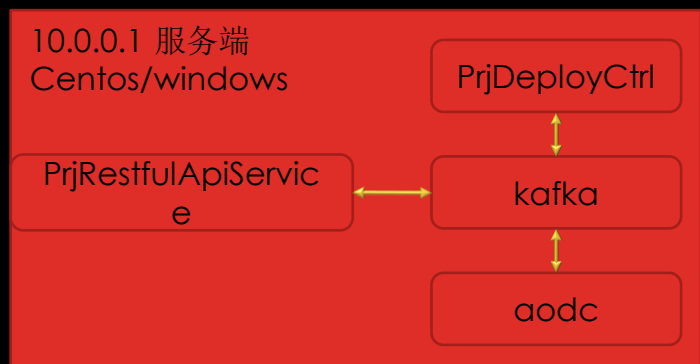 10.0.0.1 服务端
Centos/windows
PrjDeployCtrl
PrjRestfulApiServic
e
kafka
aodc